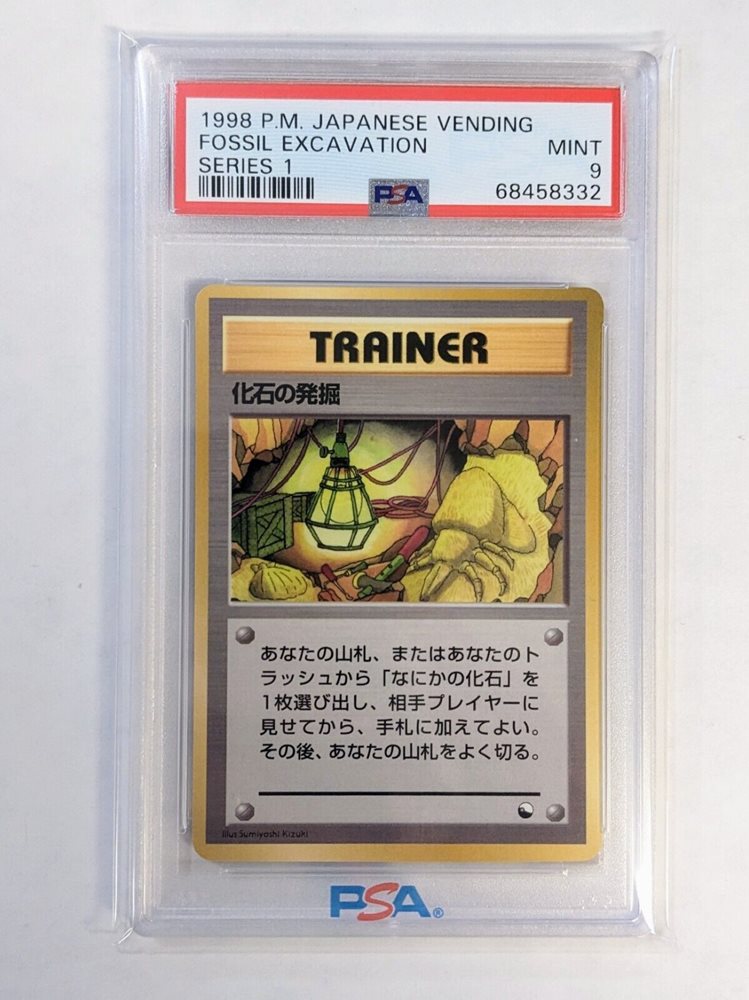 1998 P.M. JAPANESE VENDING
FOSSIL EXCAVATION MINT
SERIES 1 9
PSA 68458332
TRAINER
化石の発掘
あなたの山札、またはあなたのト
ラッシュから「なにかの化石」を
1枚選び出し、相手プレイヤーに
見せてから、手札に加えてよい。
その後、あなたの山札をよく切る。
Illus.Sumiyoshi Kizuki
PSA®